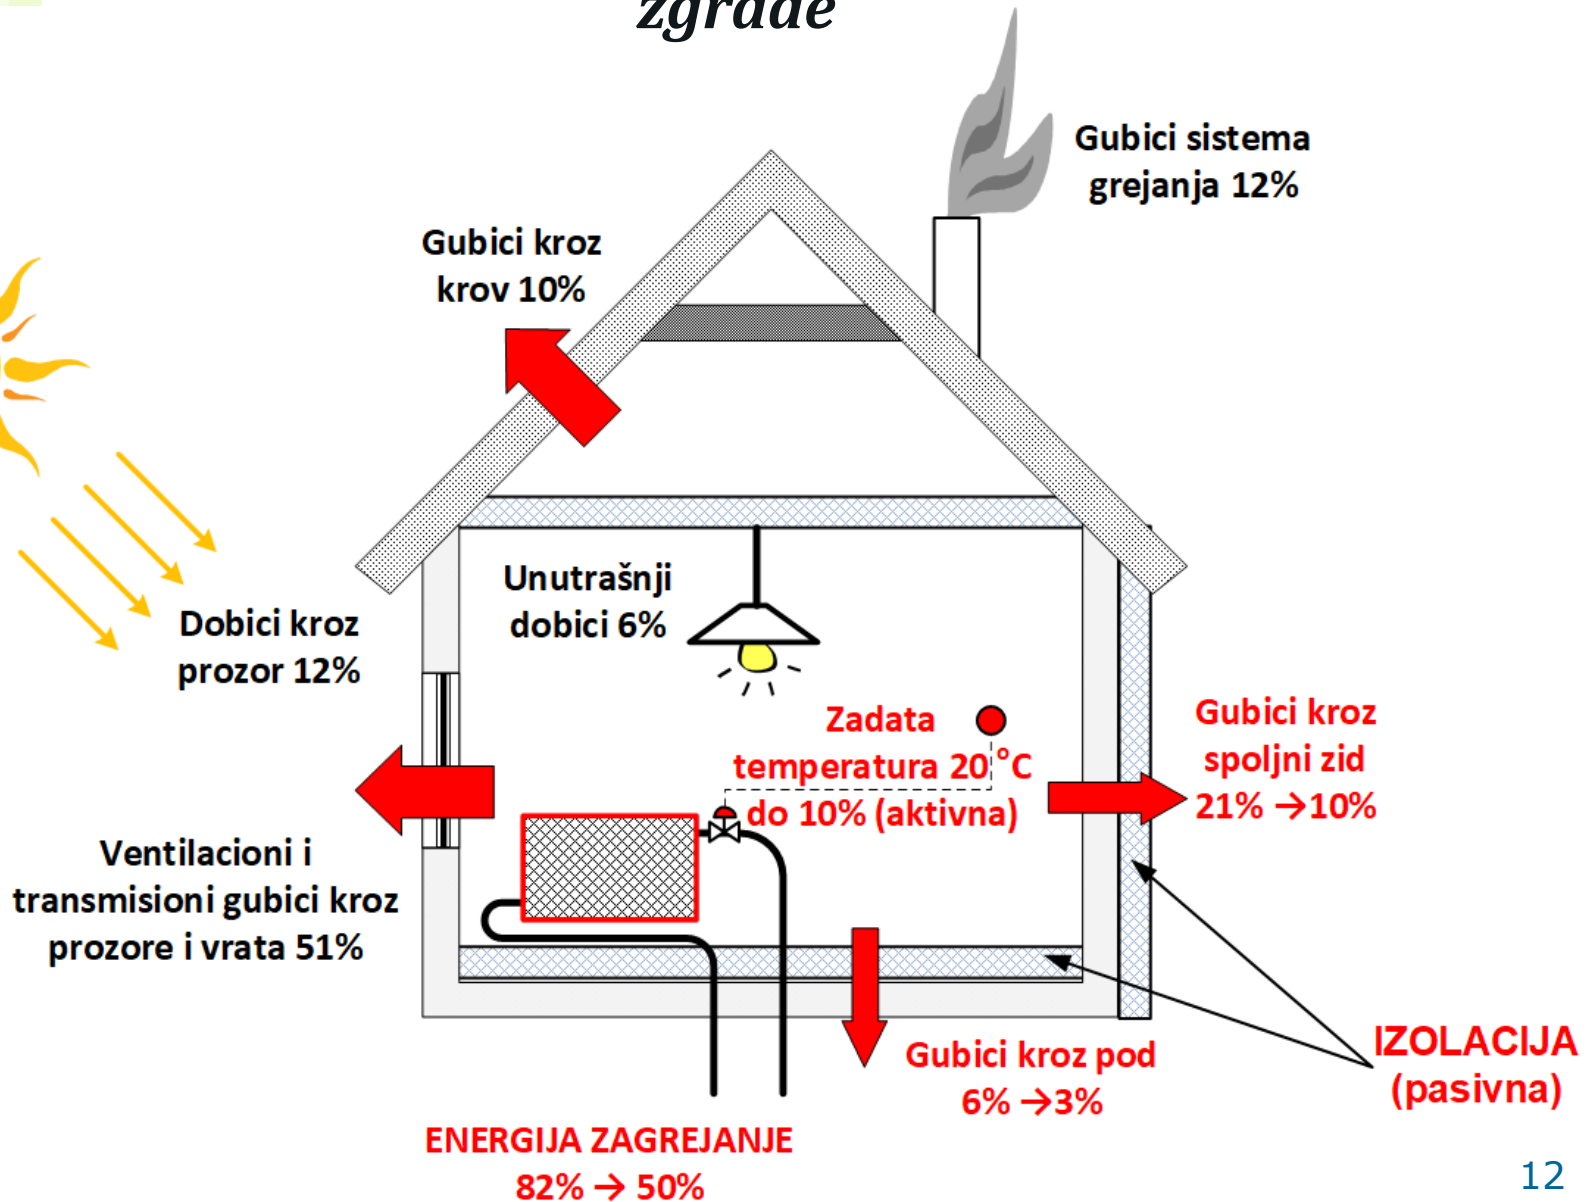 zgrade
Gubici sistema
grejanja 12%
Gubici kroz
krov 10%
Unutrašnji
dobici 6%
Dobici kroz
prozor 12%
Zadata
temperatura 20 °C
do 10% (aktivna)
Gubici kroz
spoljni zid
21% →10%
Ventilacioni i
transmisioni gubici kroz
prozore i vrata 51%
Gubici kroz pod
6% →3%
IZOLACIJA
(pasivna)
ENERGIJA ZAGREJANJE
82% → 50%
12